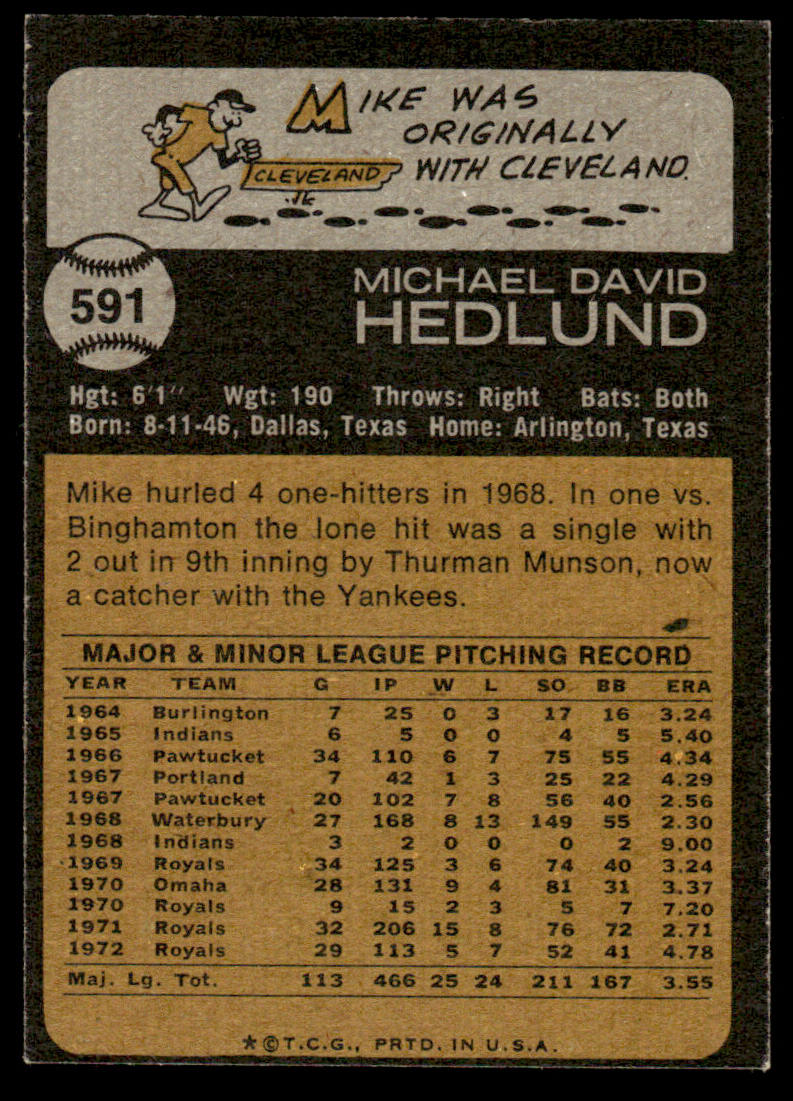 MIKE WAS
ORIGINALLY
WITH CLEVELAND.
CLEVELAND
591
MICHAEL DAVID
HEDLUND
Hgt: 6'1" Wgt: 190 Throws: Right Bats: Both
Born: 8-11-46, Dallas, Texas Home: Arlington, Texas
Mike hurled 4 one-hitters in 1968. In one vs.
Binghamton the lone hit was a single with
2 out in 9th inning by Thurman Munson, now
a catcher with the Yankees.
MAJOR & MINOR LEAGUE PITCHING RECORD
YEAR TEAM G IP W L SO BB ERA
1964 Burlington 7 25 0 3 17 16 3.24
1965 Indians 6 5 0 0 4 5 5.40
1966 Pawtucket 34 110 6 7 75 55 4.34
1967 Portland 7 42 1 3 25 22 4.29
1967 Pawtucket 20 102 7 8 56 40 2.56
1968 Waterbury 27 168 8 13 149 55 2.30
1968 Indians 3 2 0 0 0 2 9.00
1969 Royals 34 125 3 6 74 40 3.24
1970 Omaha 28 131 9 4 81 31 3.37
1970 Royals 9 15 2 3 5 7 7.20
1971 Royals 32 206 15 8 76 72 2.71
1972 Royals 29 113 5 7 52 41 4.78
Maj. Lg. Tot. 113 466 25 24 211 167 3.55
*©T.C.G., PRTD. IN U.S.A.